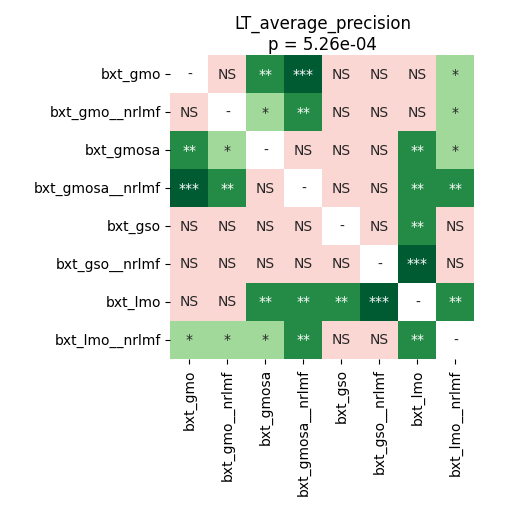 LT_average_precision
p = 5.26e-04
bxt_gmo - NS ** *** NS NS NS *
bxt_gmo__nrlmf NS - * ** NS NS NS *
bxt_gmosa ** * - NS NS NS ** *
bxt_gmosa__nrlmf *** ** NS - NS NS ** **
bxt_gso NS NS NS NS - NS ** NS
bxt_gso__nrlmf NS NS NS NS NS - *** NS
bxt_lmo NS NS ** ** ** *** - **
bxt_lmo__nrlmf * * * ** NS NS ** -
bxt_gmo
bxt_gmo__nrlmf
bxt_gmosa
bxt_gmosa__nrlmf
bxt_gso
bxt_gso__nrlmf
bxt_lmo
bxt_lmo__nrlmf